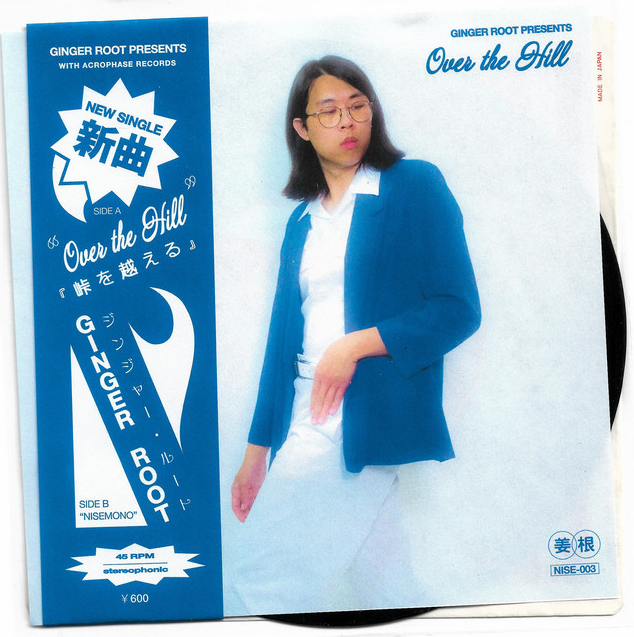 GINGER ROOT PRESENTS
WITH ACROPHASE RECORDS
NEW SINGLE
新曲
SIDE A
“Over the Hill”
『峠を越える』
GINGER ROOT
ジンジャー・ルート
SIDE B
"NISEMONO"
45 RPM
stereophonic
￥600
GINGER ROOT PRESENTS
Over the Hill
MADE IN JAPAN
姜根
NISE-003